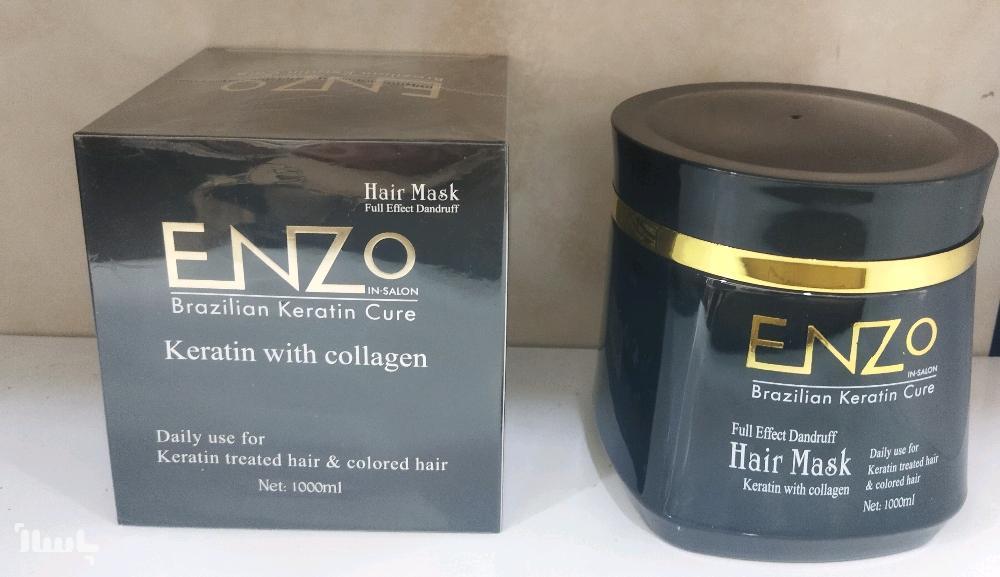 ENZO
Hair Mask
Full Effect Dandruff
ENZO
IN-SALON
Brazilian Keratin Cure
Keratin with collagen
Daily use for
Keratin treated hair & colored hair
Net: 1000ml
ENZO
IN-SALON
Brazilian Keratin Cure
Full Effect Dandruff
Hair Mask
Keratin with collagen
Daily use for
Keratin treated hair
& colored hair
Net: 1000ml
باسلام